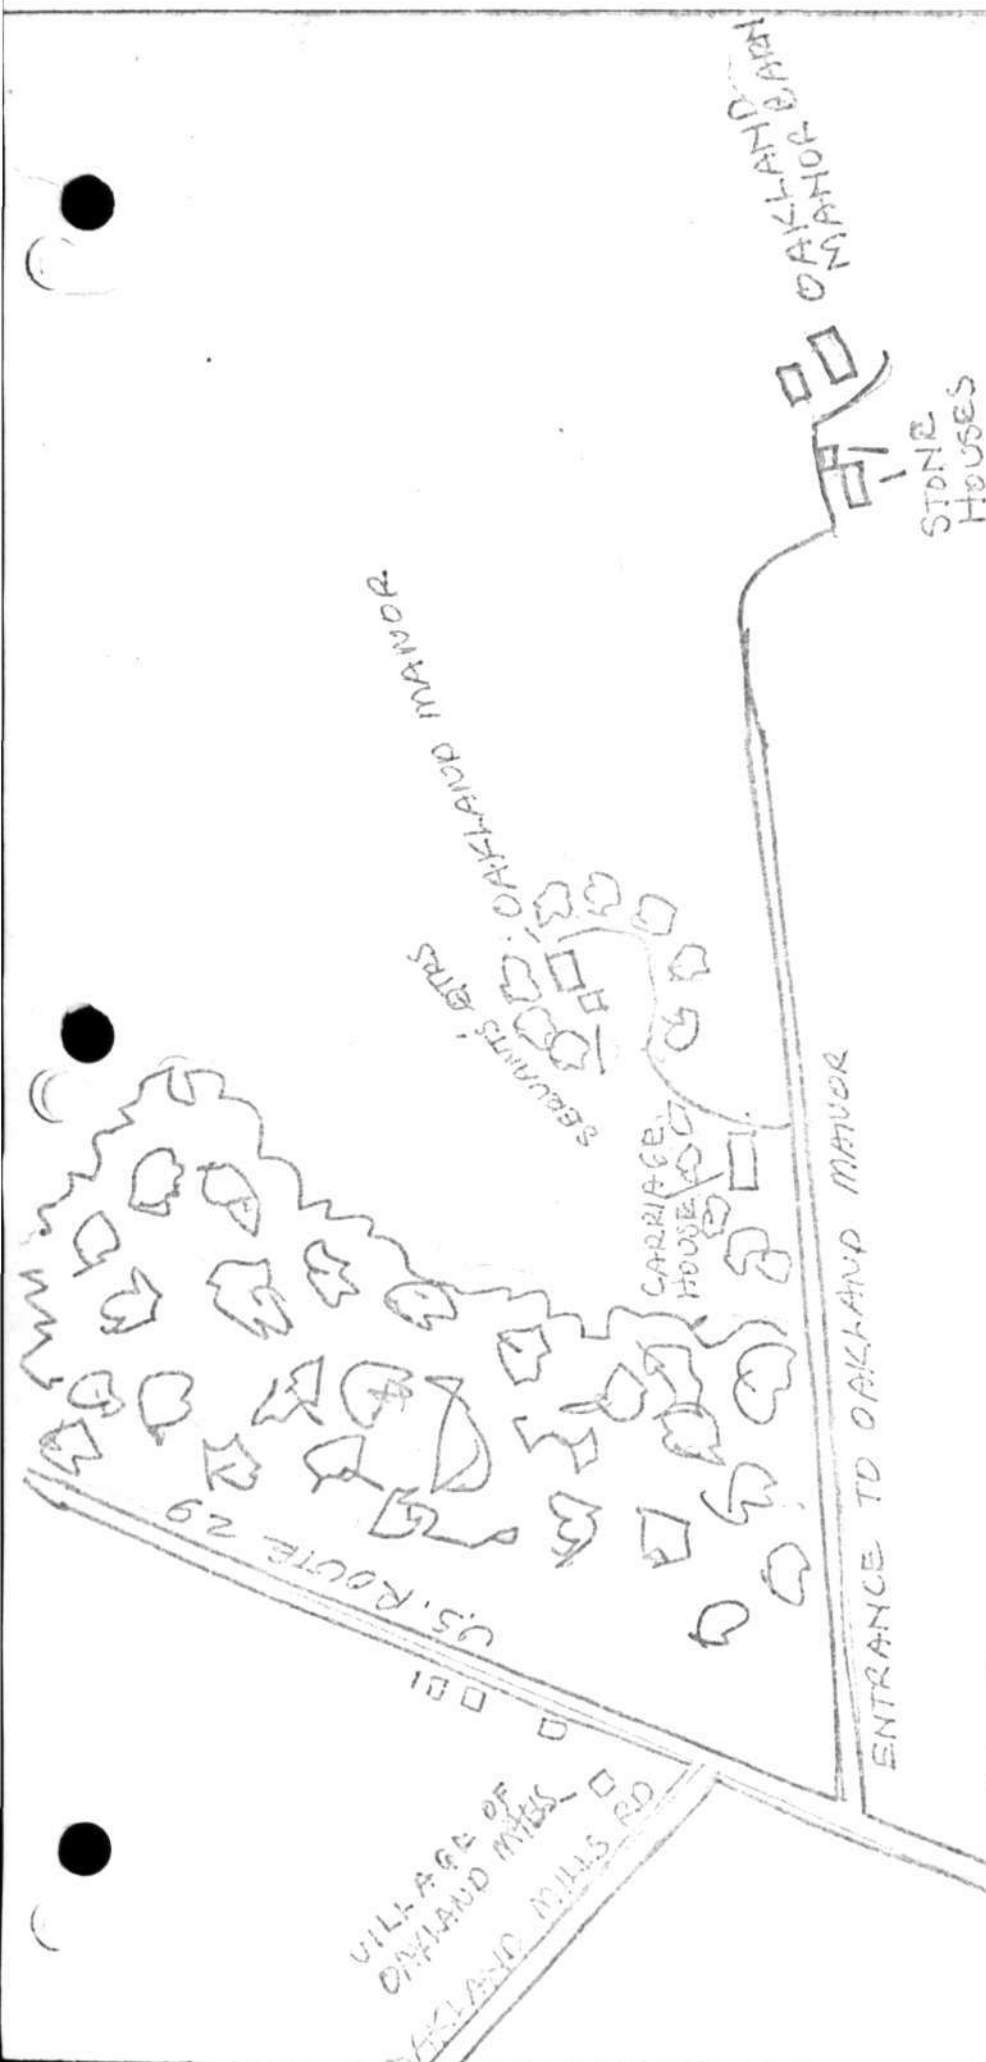 OAKLAND
MANOR BARN
STONE
HOUSES
OAKLAND MANOR
SERVANTS QTRS
CARRIAGE
HOUSE
ENTRANCE TO OAKLAND MANOR
U.S. ROUTE 29
VILLAGE OF
OAKLAND MILLS
OAKLAND MILLS RD